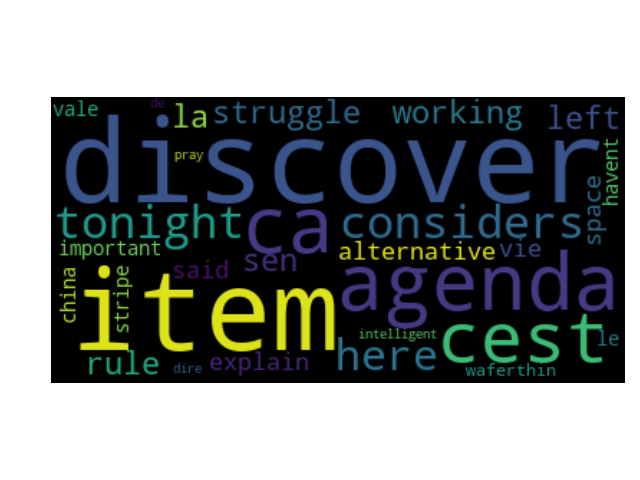 vale de la struggle working left
discover
pray
havent
tonight ca considers space
important sen alternative vie
china stripe said agenda
item
intelligent cest le
rule dire explain here waferthin